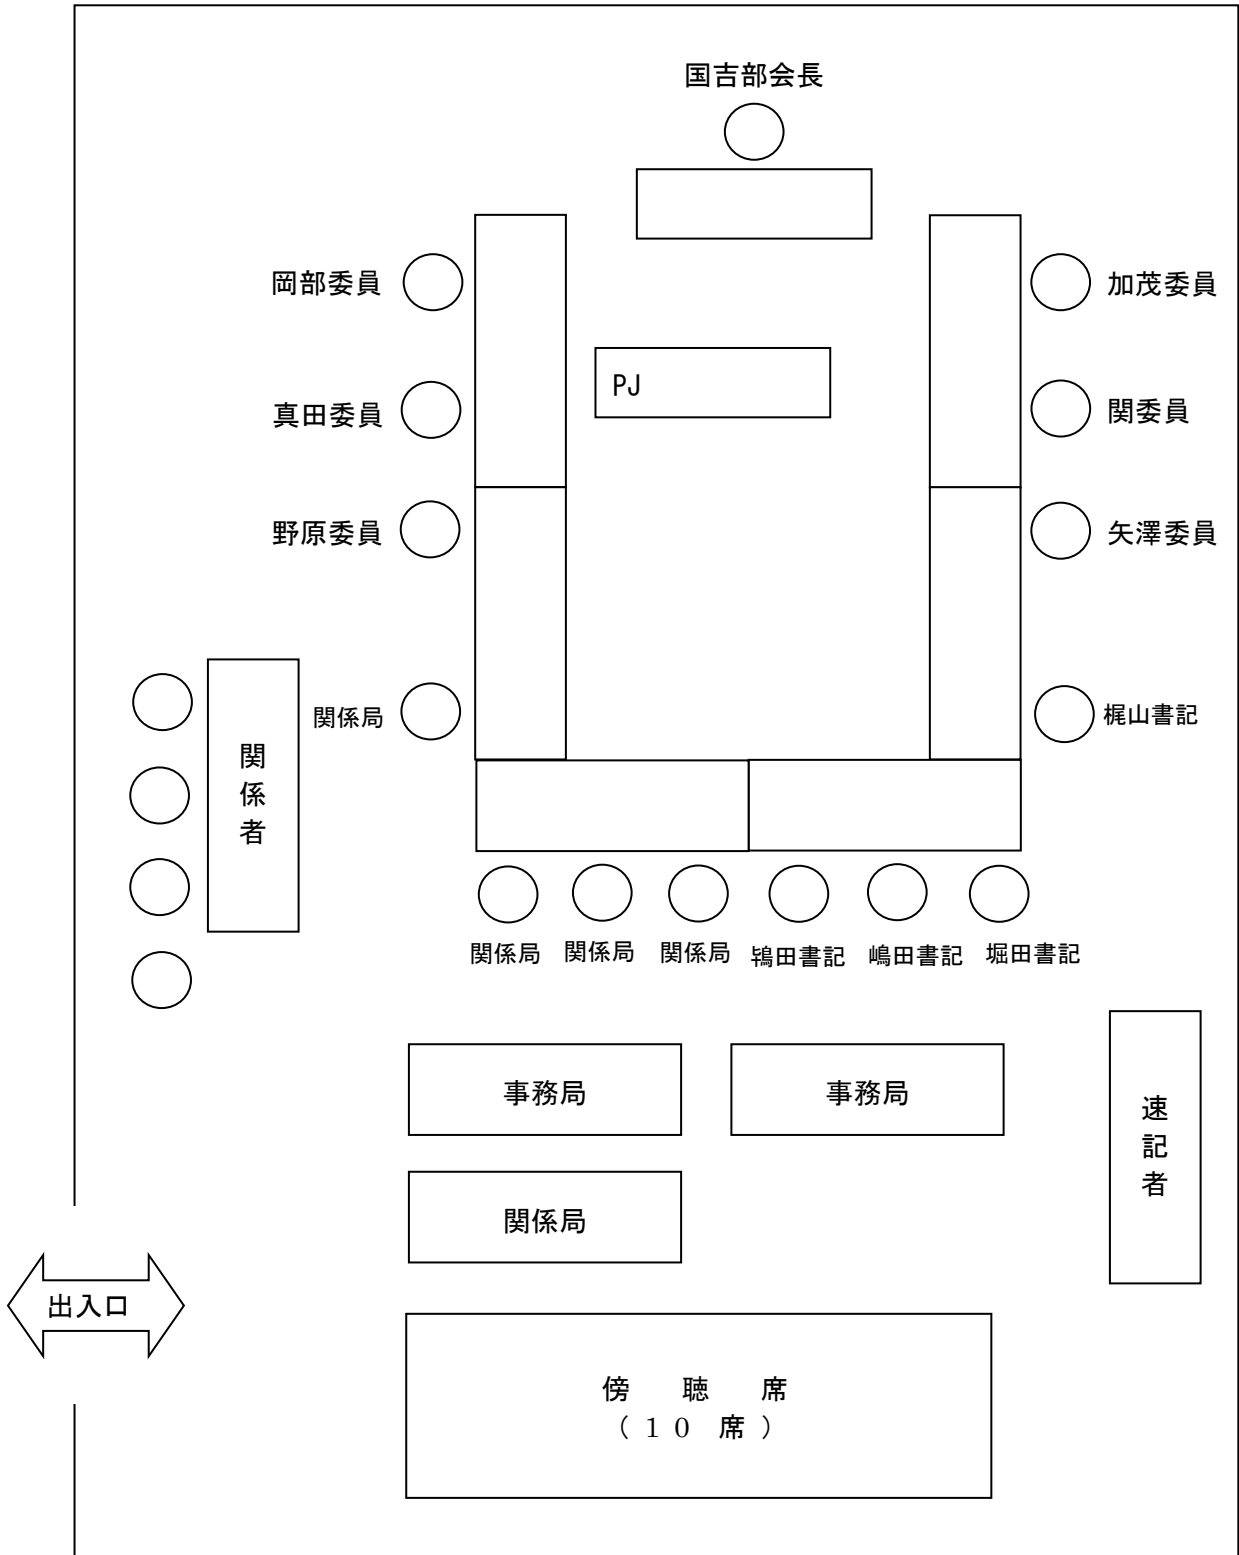 国吉部会長
岡部委員
加茂委員
PJ
真田委員
関委員
野原委員
矢澤委員
関係者
関係局
梶山書記
関係局
関係局
関係局
鴇田書記
嶋田書記
堀田書記
事務局
事務局
速記者
関係局
出入口
傍 聴 席
(10 席)